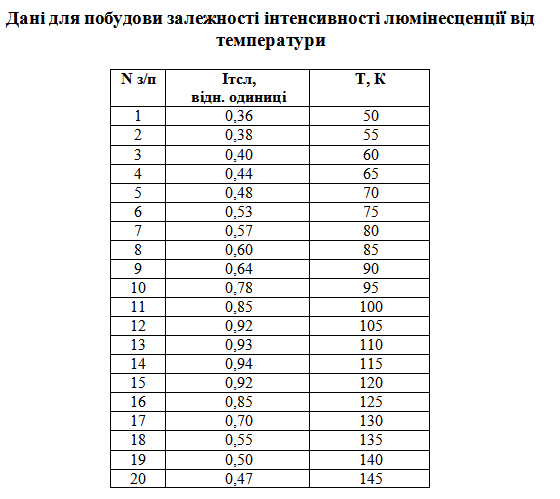 Дані для побудови залежності інтенсивності люмінесценції від
температури
N з/п Ітсл, Т, К
відн. одиниці
1 0,36 50
2 0,38 55
3 0,40 60
4 0,44 65
5 0,48 70
6 0,53 75
7 0,57 80
8 0,60 85
9 0,64 90
10 0,78 95
11 0,85 100
12 0,92 105
13 0,93 110
14 0,94 115
15 0,92 120
16 0,85 125
17 0,70 130
18 0,55 135
19 0,50 140
20 0,47 145